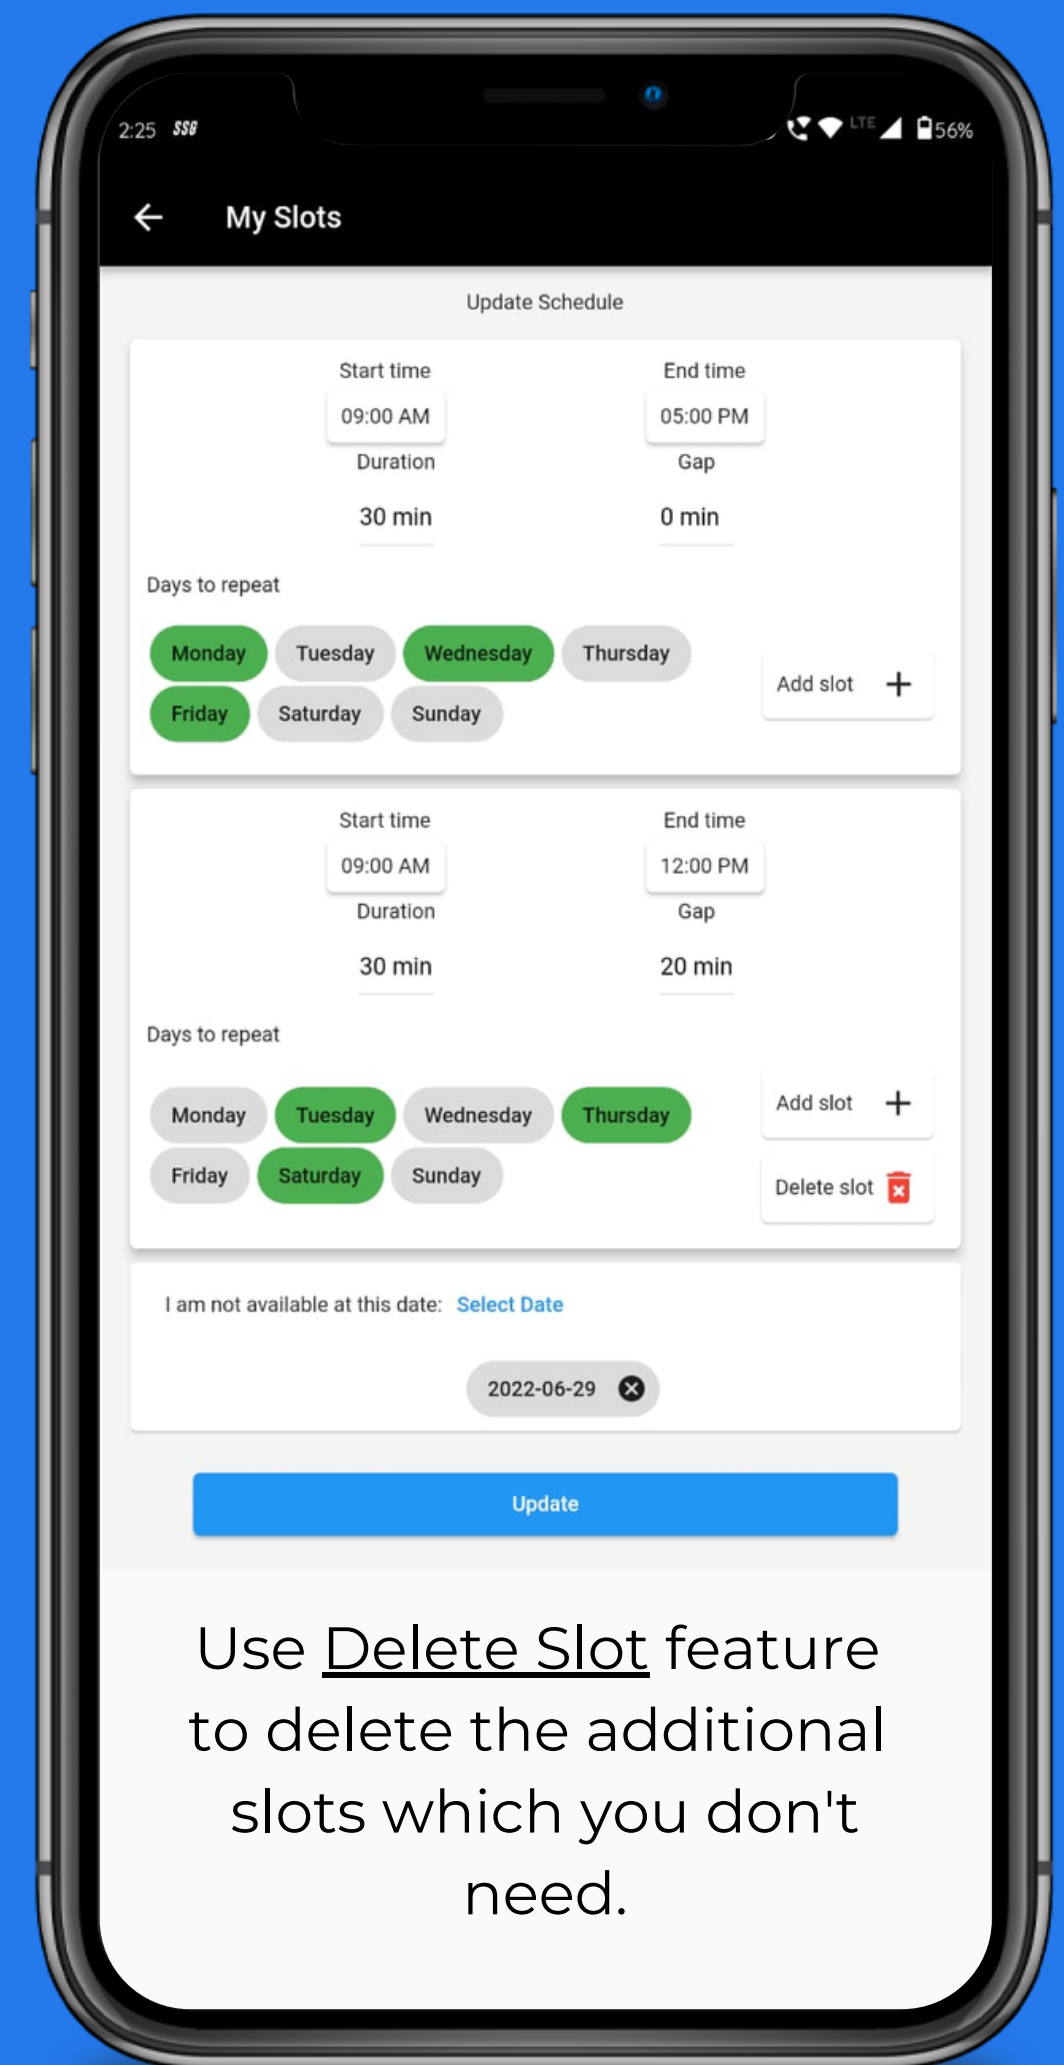 2:25 SSG LTE 56%
My Slots
Update Schedule
Start time End time
09:00 AM 05:00 PM
Duration Gap
30 min 0 min
Days to repeat
Monday Tuesday Wednesday Thursday
Add slot
Friday Saturday Sunday
Start time End time
09:00 AM 12:00 PM
Duration Gap
30 min 20 min
Days to repeat
Add slot
Monday Tuesday Wednesday Thursday
Friday Saturday Sunday
Delete slot
I am not available at this date: Select Date
2022-06-29
Update
Use Delete Slot feature
to delete the additional
slots which you don't
need.